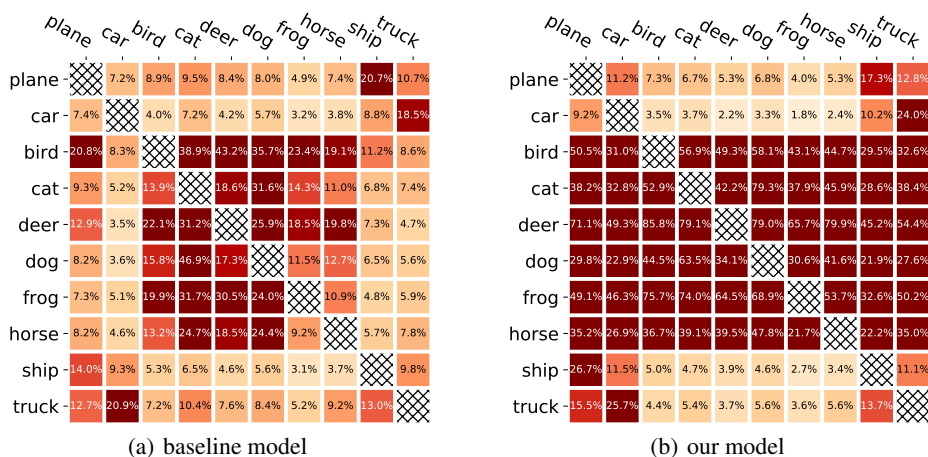 plane car bird cat deer dog frog horse ship truck
plane 7.2% 8.9% 9.5% 8.4% 8.0% 4.9% 7.4% 20.7% 10.7%
car 7.4% 4.0% 7.2% 4.2% 5.7% 3.2% 3.8% 8.8% 18.5%
bird 20.8% 8.3% 38.9% 43.2% 35.7% 23.4% 19.1% 11.2% 8.6%
cat 9.3% 5.2% 13.9% 18.6% 31.6% 14.3% 11.0% 6.8% 7.4%
deer 12.9% 3.5% 22.1% 31.2% 25.9% 18.5% 19.8% 7.3% 4.7%
dog 8.2% 3.6% 15.8% 46.9% 17.3% 11.5% 12.7% 6.5% 5.6%
frog 7.3% 5.1% 19.9% 31.7% 30.5% 24.0% 10.9% 4.8% 5.9%
horse 8.2% 4.6% 13.2% 24.7% 18.5% 24.4% 9.2% 5.7% 7.8%
ship 14.0% 9.3% 5.3% 6.5% 4.6% 5.6% 3.1% 3.7% 9.8%
truck 12.7% 20.9% 7.2% 10.4% 7.6% 8.4% 5.2% 9.2% 13.0%
(a) baseline model
plane car bird cat deer dog frog horse ship truck
plane 11.2% 7.3% 6.7% 5.3% 6.8% 4.0% 5.3% 17.3% 12.8%
car 9.2% 3.5% 3.7% 2.2% 3.3% 1.8% 2.4% 10.2% 24.0%
bird 50.5% 31.0% 56.9% 49.3% 58.1% 43.1% 44.7% 29.5% 32.6%
cat 38.2% 32.8% 52.9% 42.2% 79.3% 37.9% 45.9% 28.6% 38.4%
deer 71.1% 49.3% 85.8% 79.1% 79.0% 65.7% 79.9% 45.2% 54.4%
dog 29.8% 22.9% 44.5% 63.5% 34.1% 30.6% 41.6% 21.9% 27.6%
frog 49.1% 46.3% 75.7% 74.0% 64.5% 68.9% 53.7% 32.6% 50.2%
horse 35.2% 26.9% 36.7% 39.1% 39.5% 47.8% 21.7% 22.2% 35.0%
ship 26.7% 11.5% 5.0% 4.7% 3.9% 4.6% 2.7% 3.4% 11.1%
truck 15.5% 25.7% 4.4% 5.4% 3.7% 5.6% 3.6% 5.6% 13.7%
(b) our model